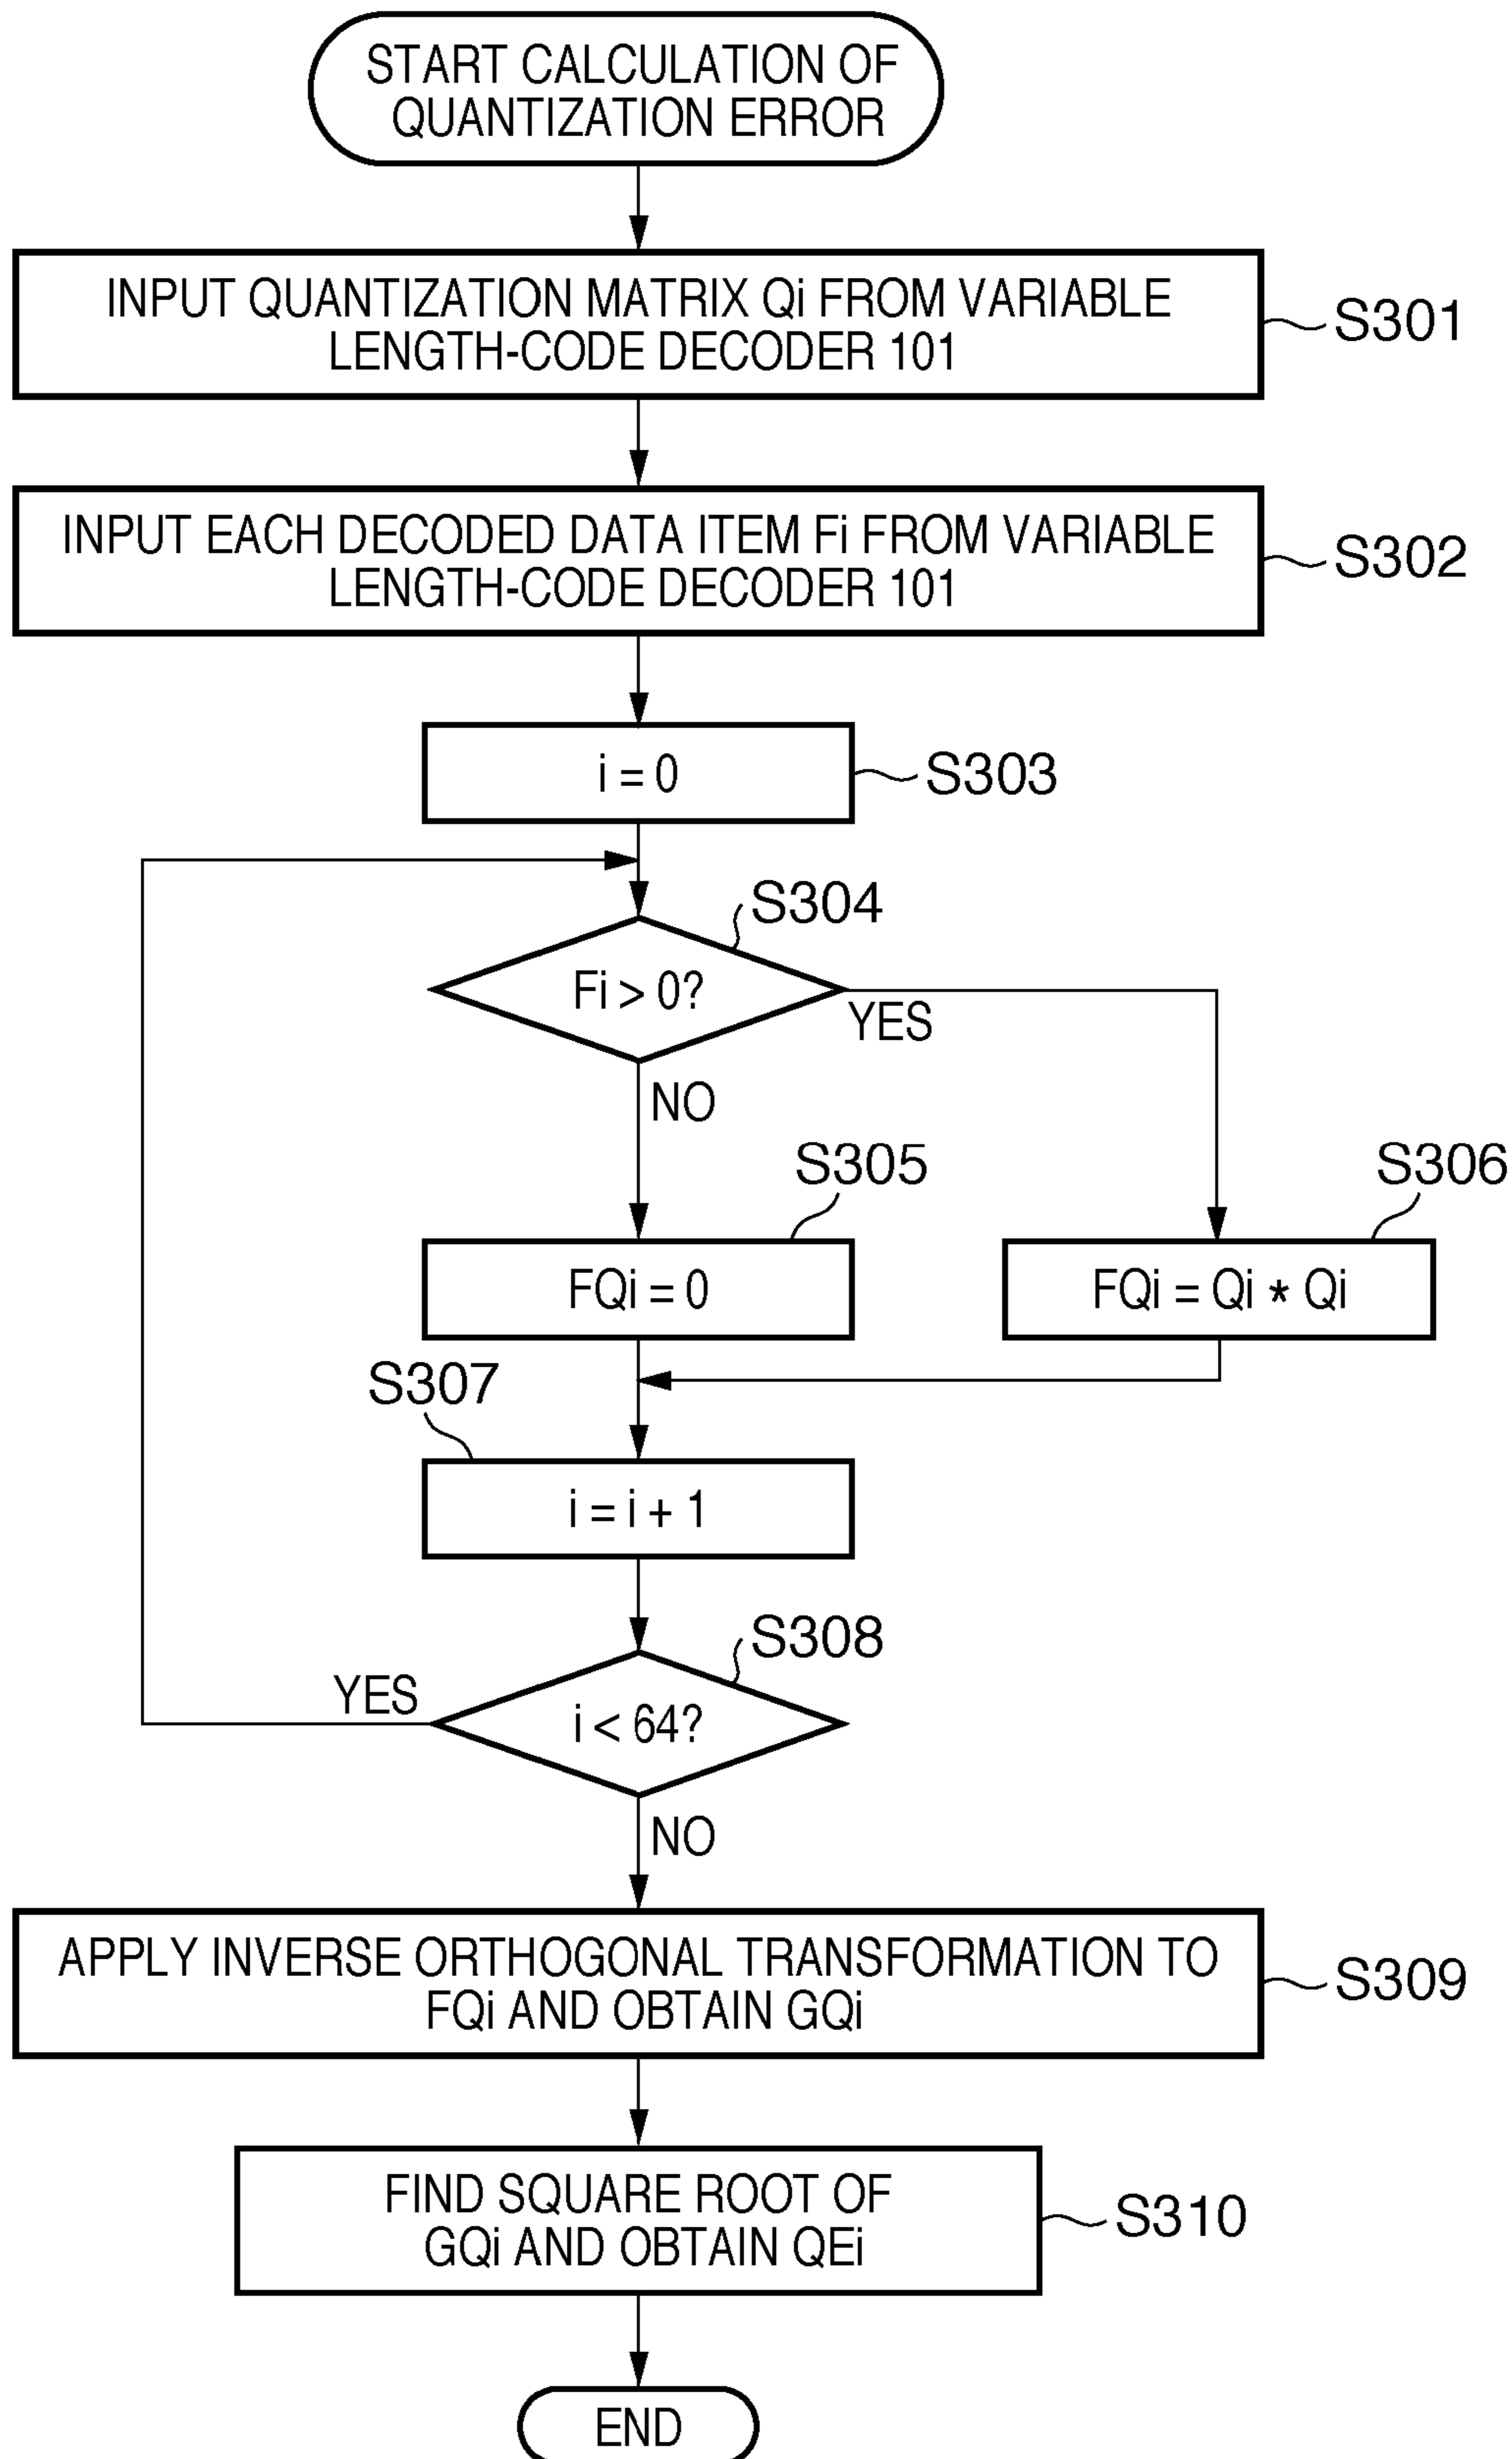 START CALCULATION OF
QUANTIZATION ERROR
INPUT QUANTIZATION MATRIX Qi FROM VARIABLE
LENGTH-CODE DECODER 101
S301
INPUT EACH DECODED DATA ITEM Fi FROM VARIABLE
LENGTH-CODE DECODER 101
S302
i = 0
S303
S304
Fi > 0?
YES
NO
S305
S306
FQi = 0
FQi = Qi * Qi
S307
i = i + 1
S308
YES
i < 64?
NO
APPLY INVERSE ORTHOGONAL TRANSFORMATION TO
FQi AND OBTAIN GQi
S309
FIND SQUARE ROOT OF
GQi AND OBTAIN QEi
S310
END